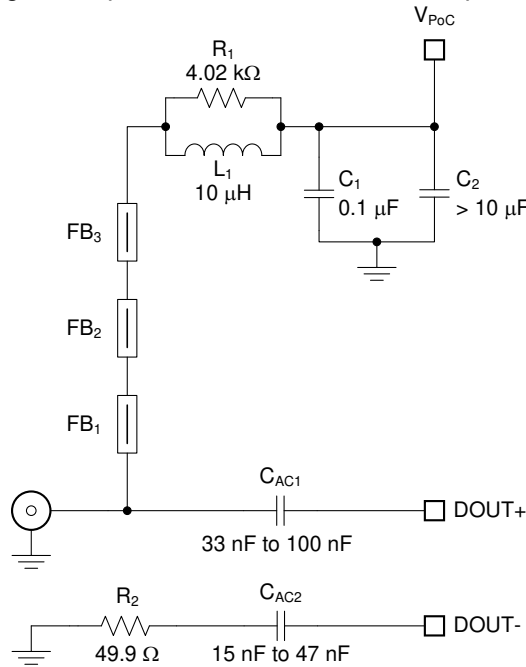 V_PoC
R_1
4.02 kΩ
L_1
10 μH
C_1
0.1 μF
C_2
> 10 μF
FB_3
FB_2
FB_1
C_AC1
33 nF to 100 nF
DOUT+
R_2
49.9 Ω
C_AC2
15 nF to 47 nF
DOUT-